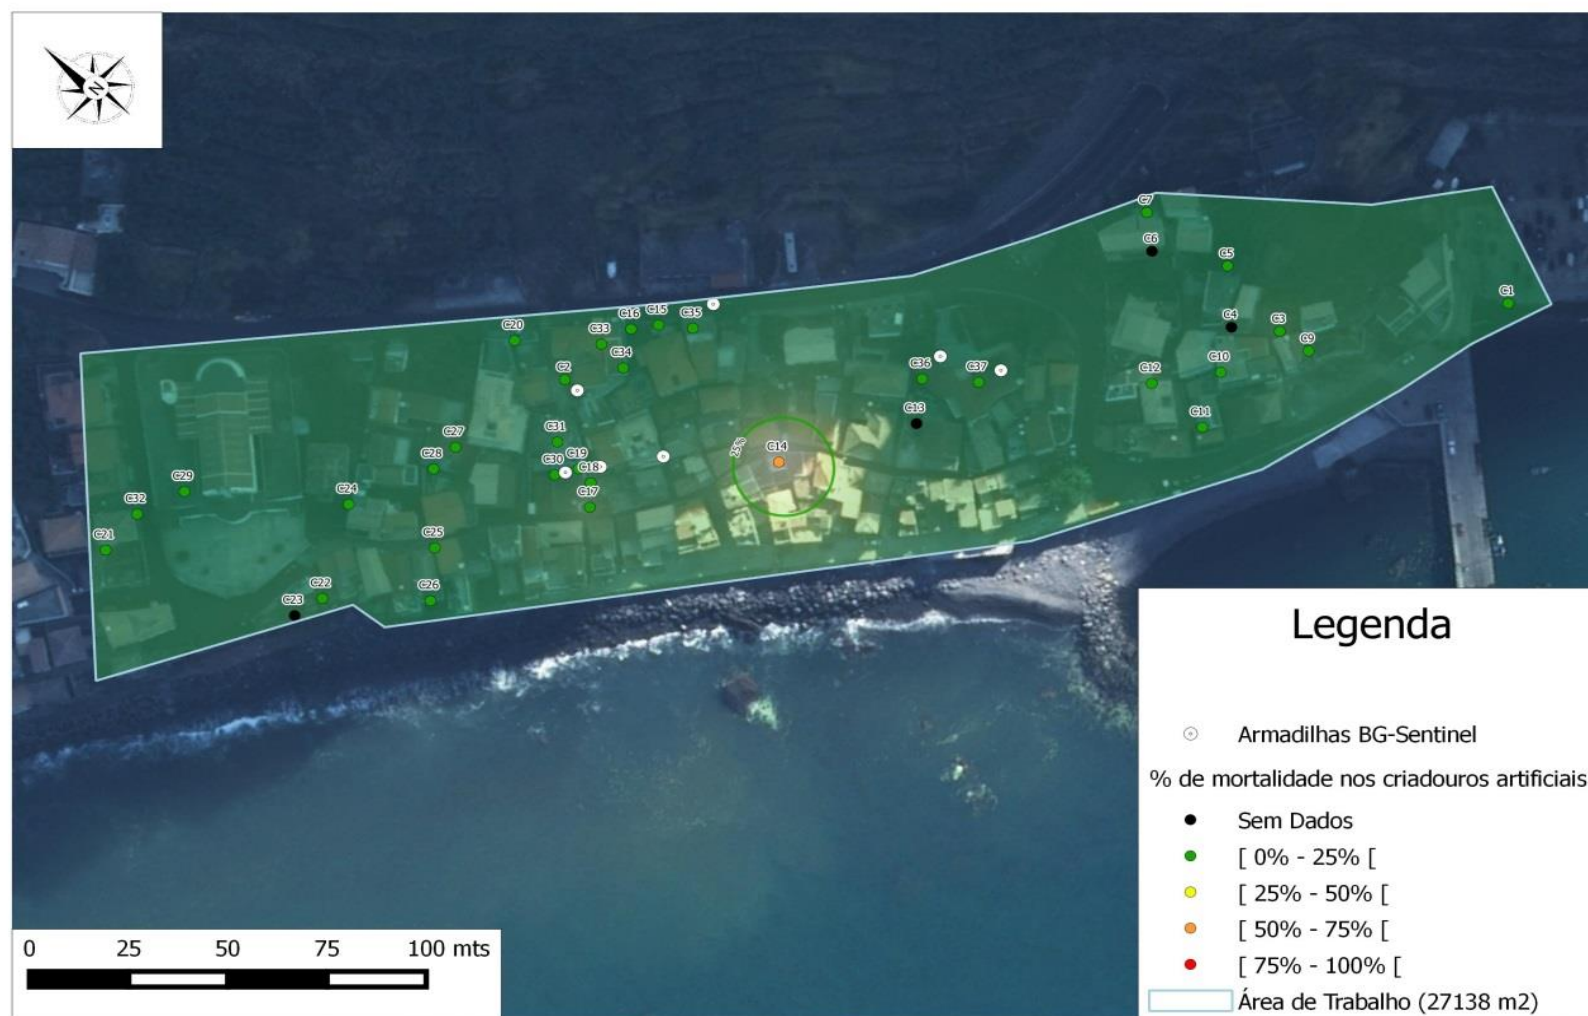 N
C7
C6
C5
C1
C4
C3
C9
C10
C12
C11
C20
C33
C16
C15
C35
C34
C2
C36
C37
C13
C31
C19
C30
C18
C17
25%
C14
C27
C28
C29
C32
C24
C21
C25
C22
C23
C26
Legenda
Armadilhas BG-Sentinel
% de mortalidade nos criadouros artificiais
Sem Dados
[ 0% - 25% [
[ 25% - 50% [
[ 50% - 75% [
[ 75% - 100% [
Área de Trabalho (27138 m2)
0 25 50 75 100 mts